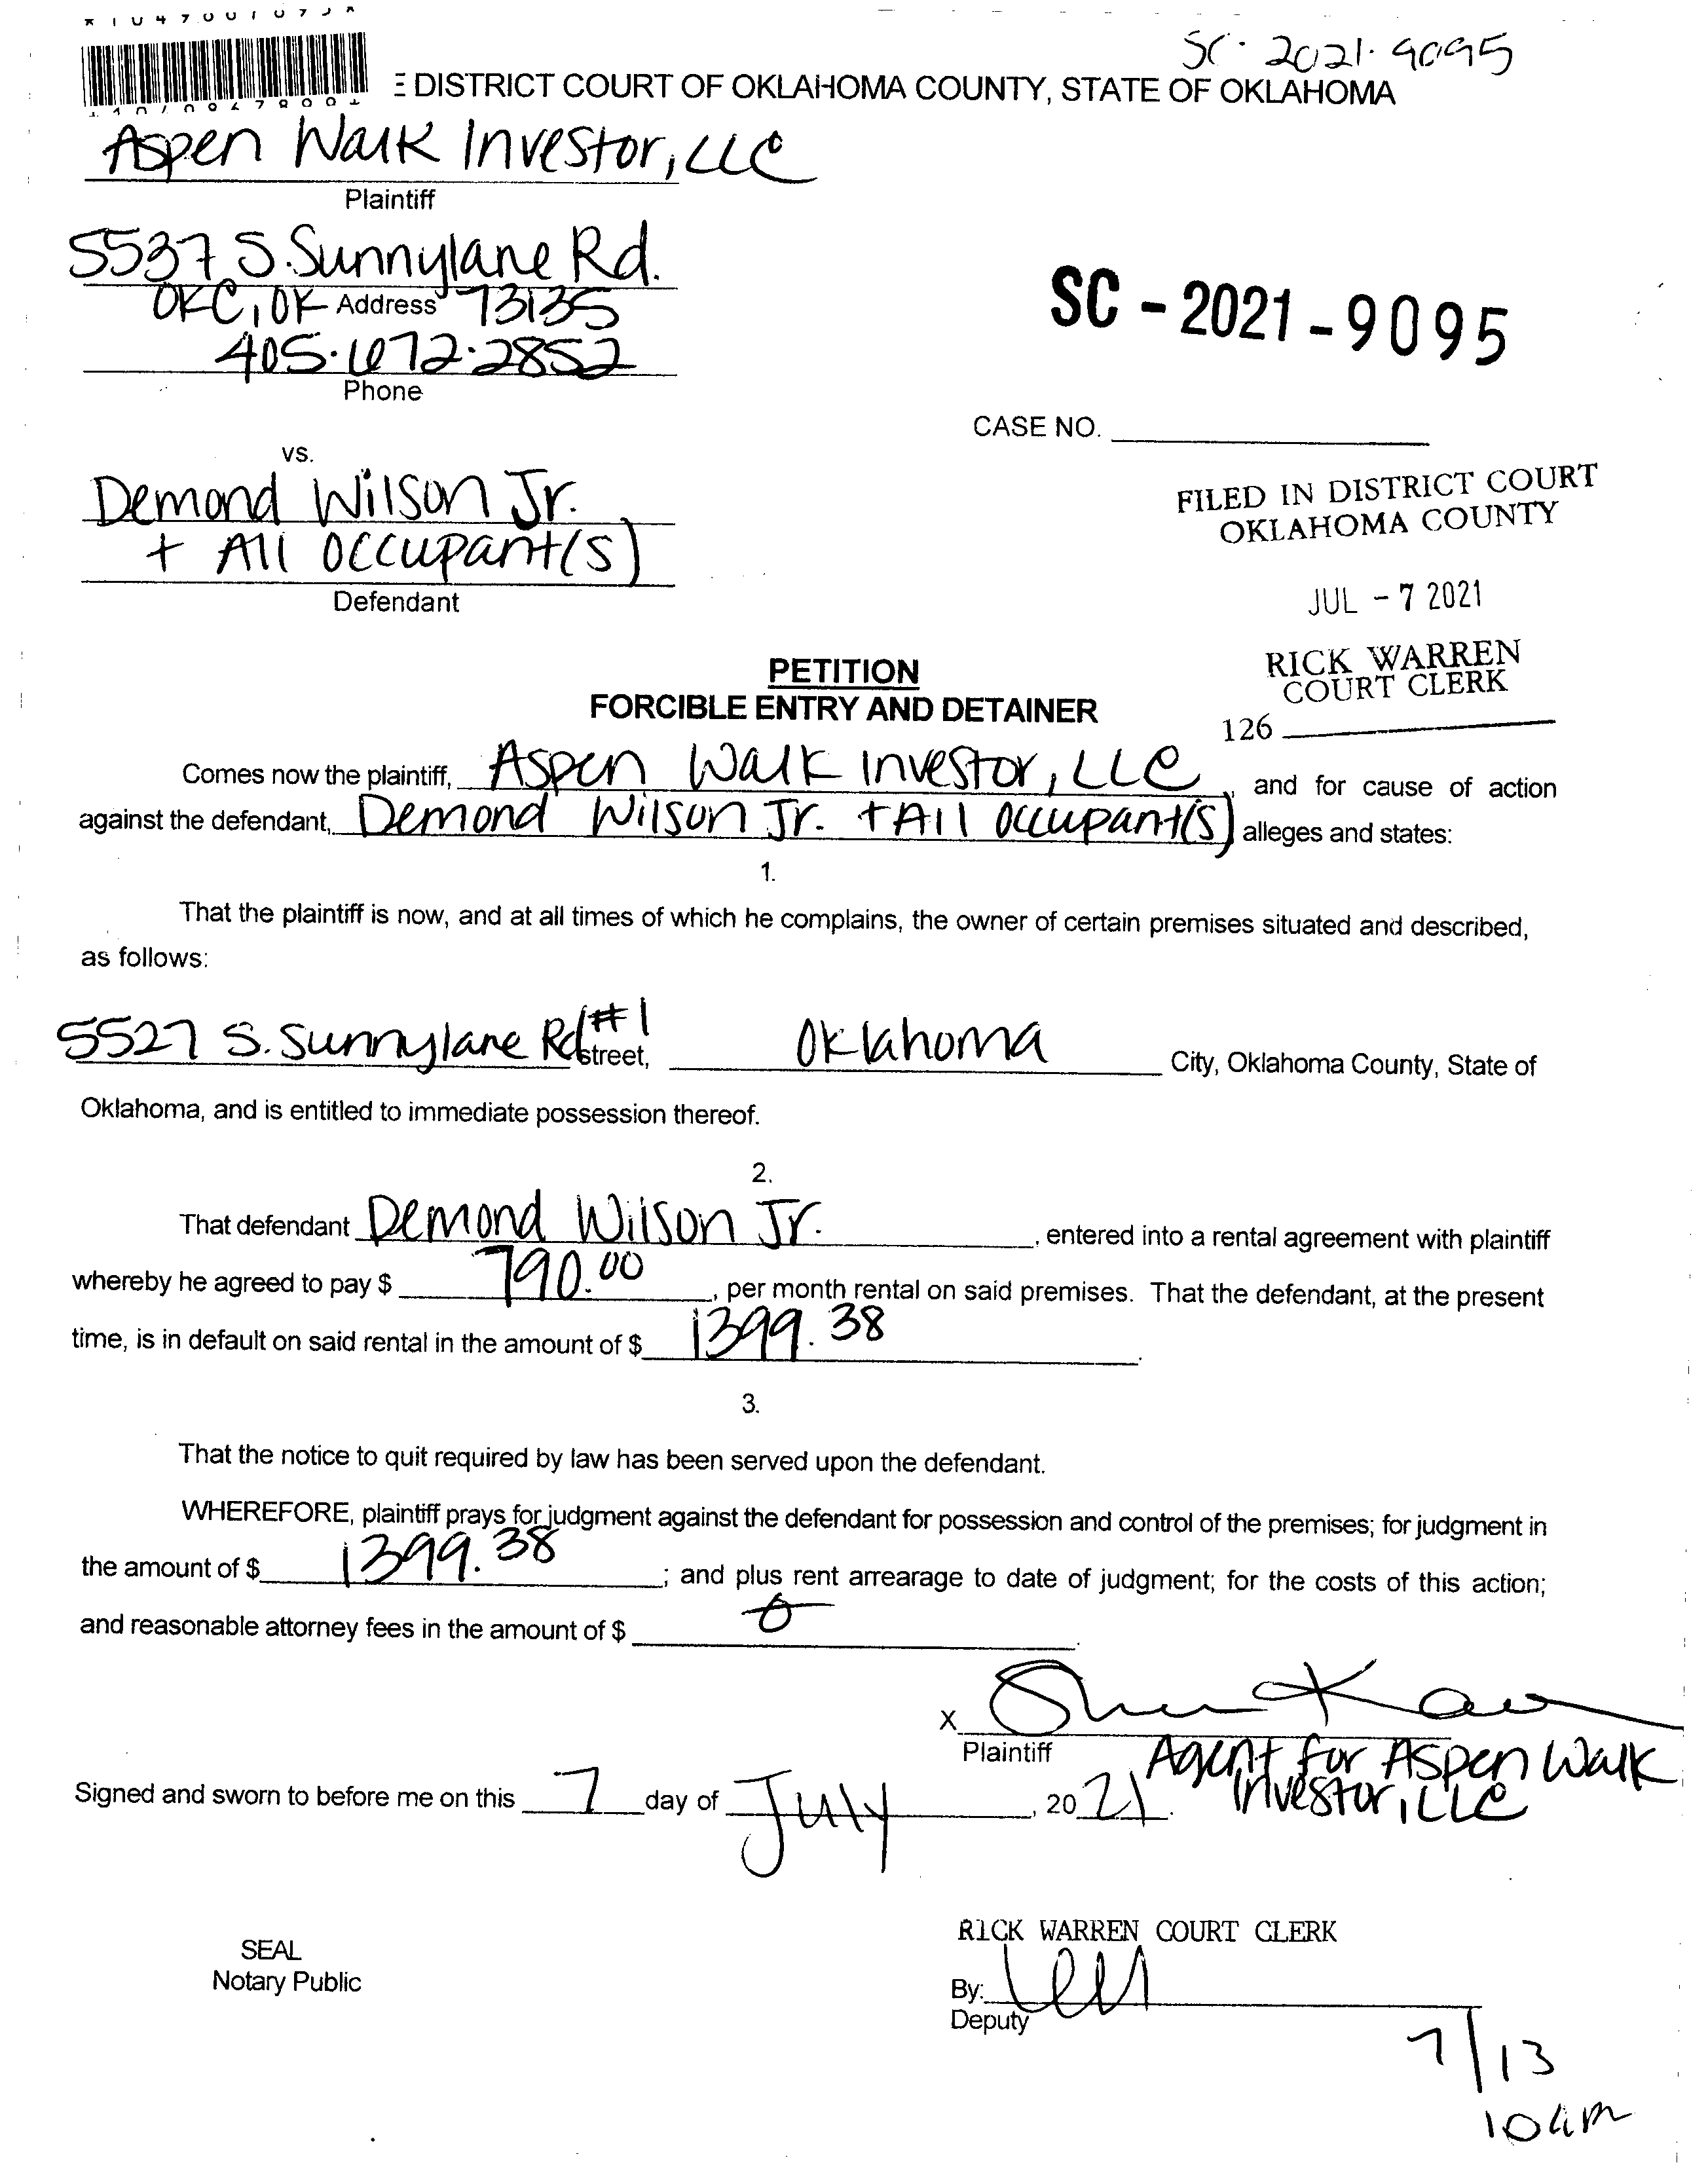 SC-2021-9095
E DISTRICT COURT OF OKLAHOMA COUNTY, STATE OF OKLAHOMA
Aspen Walk Investor, LLC
Plaintiff
5537 S. Sunnylane Rd.
OKC, OK Address 73135
405-672-2852
Phone
SC-2021-9095
CASE NO.
vs.
Demond Wilson Jr.
+ All Occupant(s)
Defendant
FILED IN DISTRICT COURT
OKLAHOMA COUNTY
JUL - 7 2021
RICK WARREN
COURT CLERK
126
PETITION
FORCIBLE ENTRY AND DETAINER
Comes now the plaintiff, Aspen Walk Investor, LLC, and for cause of action
against the defendant, Demond Wilson Jr. + All Occupant(s) alleges and states:
1.
That the plaintiff is now, and at all times of which he complains, the owner of certain premises situated and described,
as follows:
5527 S. Sunnylane Rd #1 street, Oklahoma City, Oklahoma County, State of
Oklahoma, and is entitled to immediate possession thereof.
2.
That defendant Demond Wilson Jr., entered into a rental agreement with plaintiff
whereby he agreed to pay $ 790.00, per month rental on said premises. That the defendant, at the present
time, is in default on said rental in the amount of $ 1399.38.
3.
That the notice to quit required by law has been served upon the defendant.
WHEREFORE, plaintiff prays for judgment against the defendant for possession and control of the premises; for judgment in
the amount of $ 1399.38; and plus rent arrearage to date of judgment; for the costs of this action;
and reasonable attorney fees in the amount of $ 0.
X
Plaintiff
Agent for Aspen Walk
Investor, LLC
Signed and sworn to before me on this 7 day of July, 2021.
SEAL
Notary Public
RICK WARREN COURT CLERK
By:
Deputy
7/13
10am